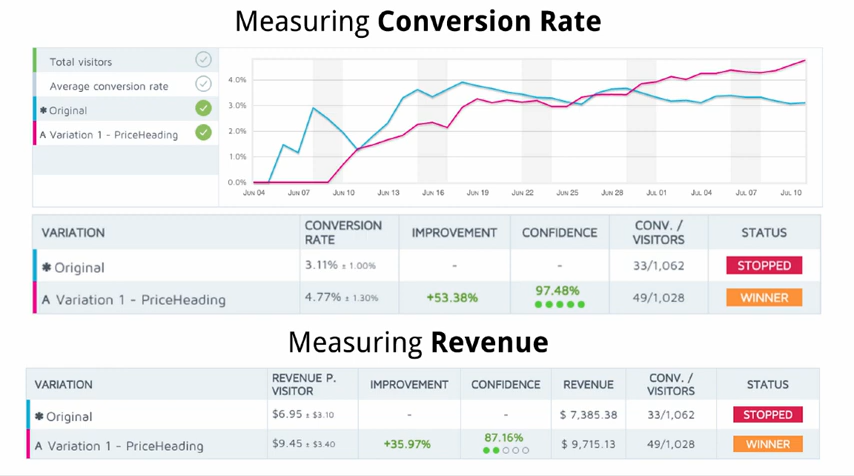 Measuring Conversion Rate
Total visitors
Average conversion rate
✱ Original
A Variation 1 - PriceHeading
4.0%
3.0%
2.0%
1.0%
0.0%
JUN 04 JUN 07 JUN 10 JUN 13 JUN 16 JUN 19 JUN 22 JUN 25 JUN 28 JUL 01 JUL 04 JUL 07 JUL 10
VARIATION CONVERSION RATE IMPROVEMENT CONFIDENCE CONV. / VISITORS STATUS
✱ Original 3.11% ± 1.00% - - 33/1,062 STOPPED
A Variation 1 - PriceHeading 4.77% ± 1.30% +53.38% 97.48% 49/1,028 WINNER
Measuring Revenue
VARIATION REVENUE P. VISITOR IMPROVEMENT CONFIDENCE REVENUE CONV. / VISITORS STATUS
✱ Original $6.95 ± $3.10 - - $ 7,385.38 33/1,062 STOPPED
A Variation 1 - PriceHeading $9.45 ± $3.40 +35.97% 87.16% $ 9,715.13 49/1,028 WINNER